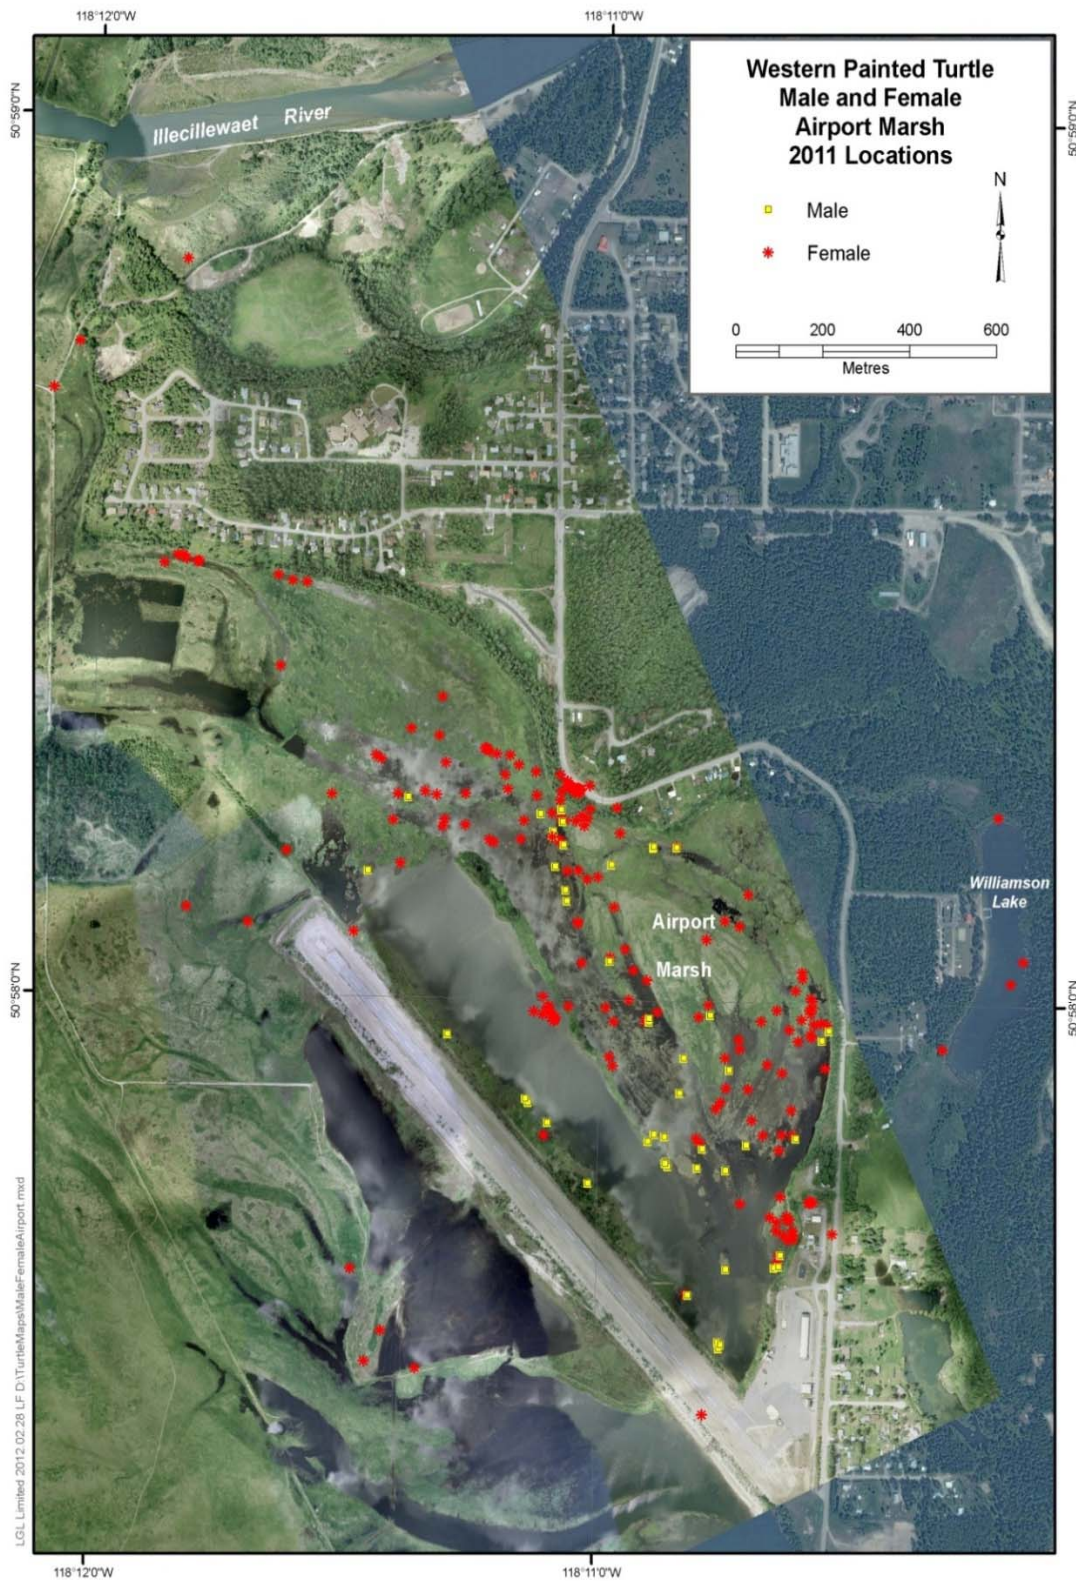 118°12'0"W
118°11'0"W
50°59'0"N
50°59'0"N
Western Painted Turtle
Male and Female
Airport Marsh
2011 Locations
Male
Female
N
0 200 400 600
Metres
Illecillewaet River
Williamson
Lake
Airport
Marsh
50°58'0"N
50°58'0"N
LGL Limited 2012.02.28 LF D:\TurtleMaps\MaleFemaleAirport.mxd
118°12'0"W
118°11'0"W